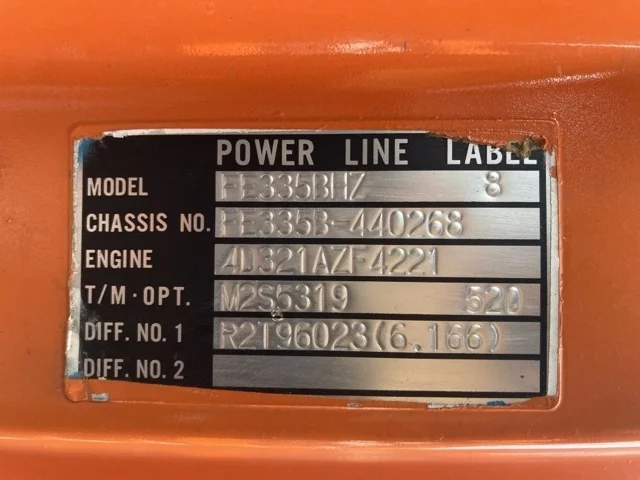 POWER LINE LABEL
MODEL FE335BHZ 8
CHASSIS NO. FE335B-440268
ENGINE 4D321AZF4221
T/M·OPT. M2S5319 520
DIFF. NO. 1 R2T96023(6.166)
DIFF. NO. 2